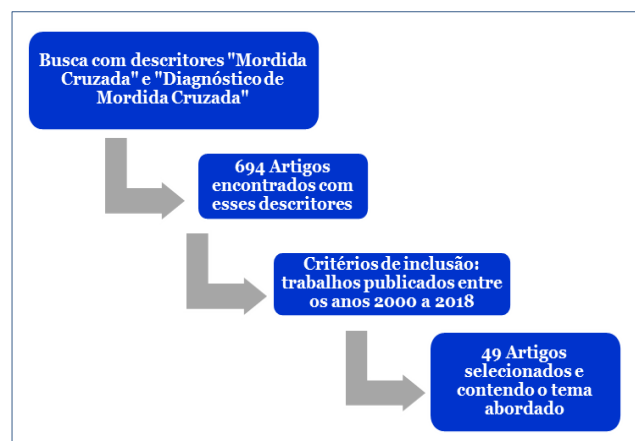 Busca com descritores "Mordida
Cruzada" e "Diagnóstico de
Mordida Cruzada"
694 Artigos
encontrados com
esses descritores
Critérios de inclusão:
trabalhos publicados entre
os anos 2000 a 2018
49 Artigos
selecionados e
contendo o tema
abordado